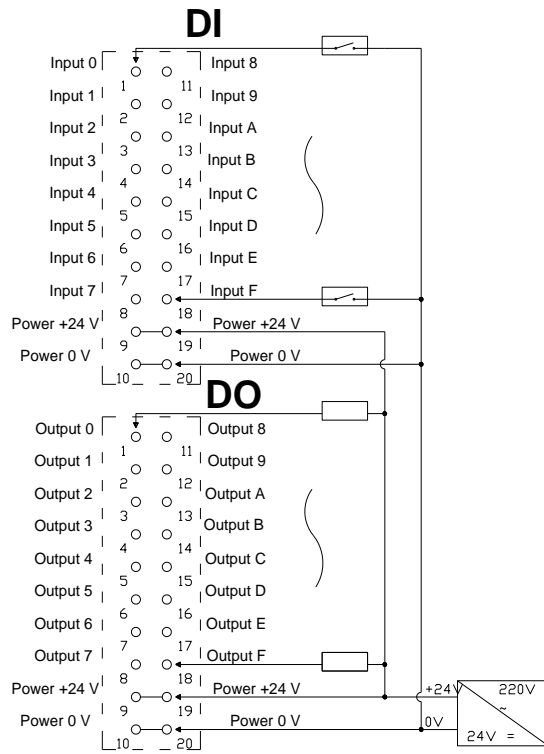 DI
Input 0 Input 8
1 11
Input 1 Input 9
2 12
Input 2 Input A
3 13
Input 3 Input B
4 14
Input 4 Input C
5 15
Input 5 Input D
6 16
Input 6 Input E
7 17
Input 7 Input F
8 18
Power +24 V Power +24 V
9 19
Power 0 V Power 0 V
10 20
DO
Output 0 Output 8
1 11
Output 1 Output 9
2 12
Output 2 Output A
3 13
Output 3 Output B
4 14
Output 4 Output C
5 15
Output 5 Output D
6 16
Output 6 Output E
7 17
Output 7 Output F
8 18
Power +24 V Power +24 V +24V 220V
9 19 ~
Power 0 V Power 0 V 0V
10 20 24V =